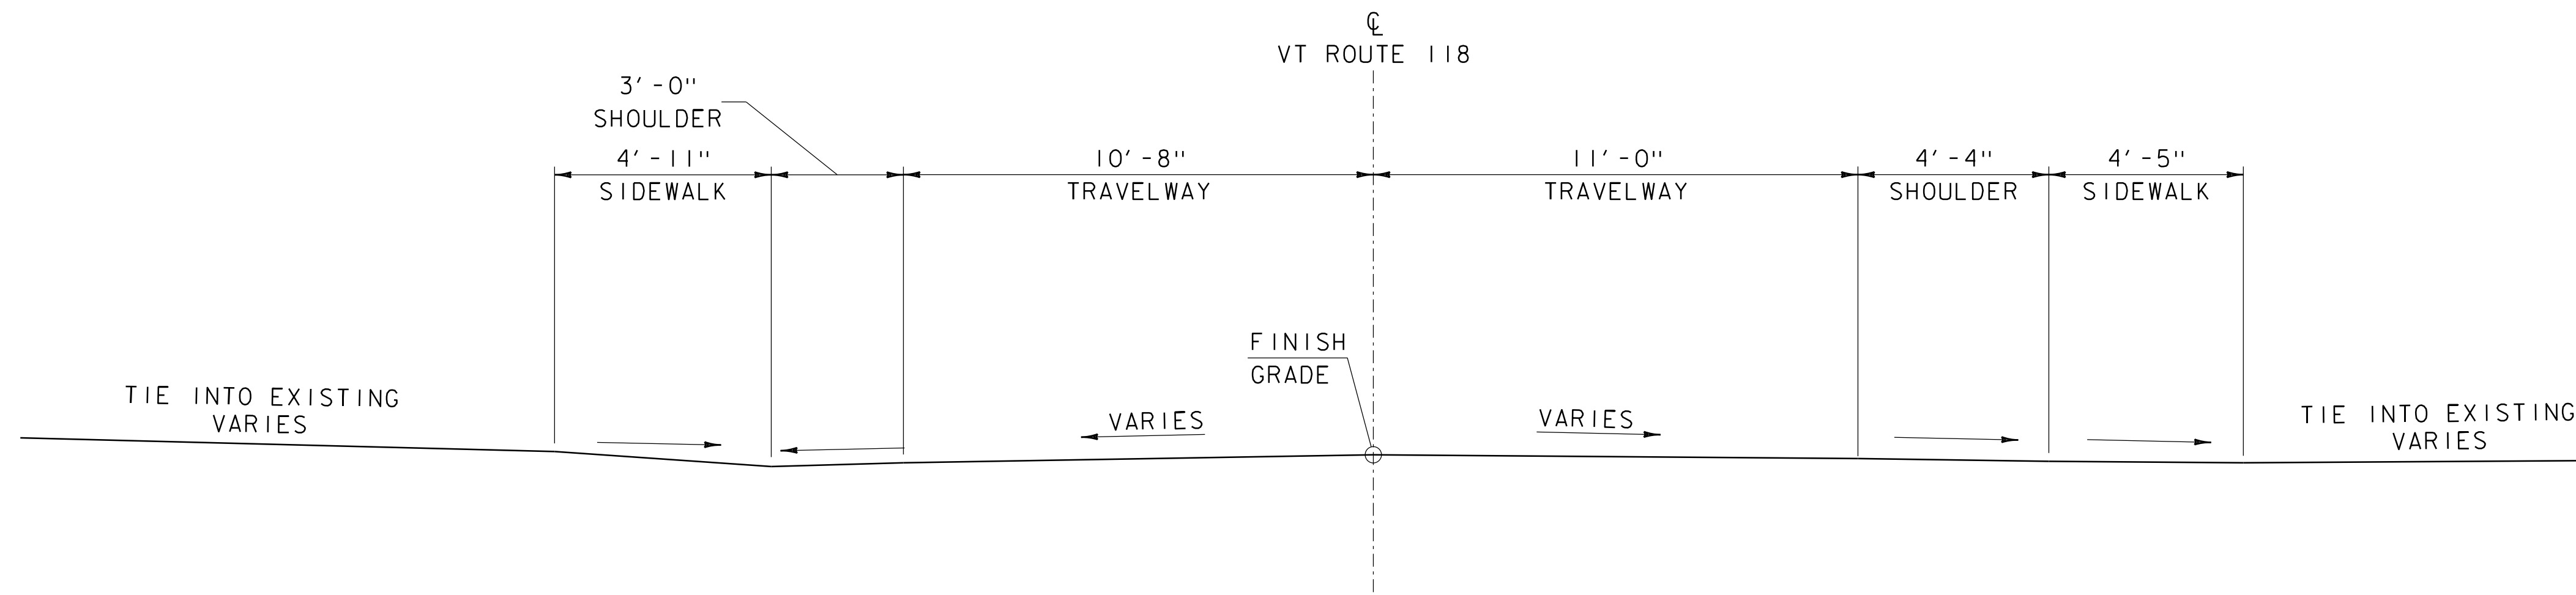 ℄
VT ROUTE 118
3'-0"
SHOULDER
4'-11"
SIDEWALK
10'-8"
TRAVELWAY
11'-0"
TRAVELWAY
4'-4"
SHOULDER
4'-5"
SIDEWALK
FINISH
GRADE
TIE INTO EXISTING
VARIES
VARIES
VARIES
TIE INTO EXISTING
VARIES